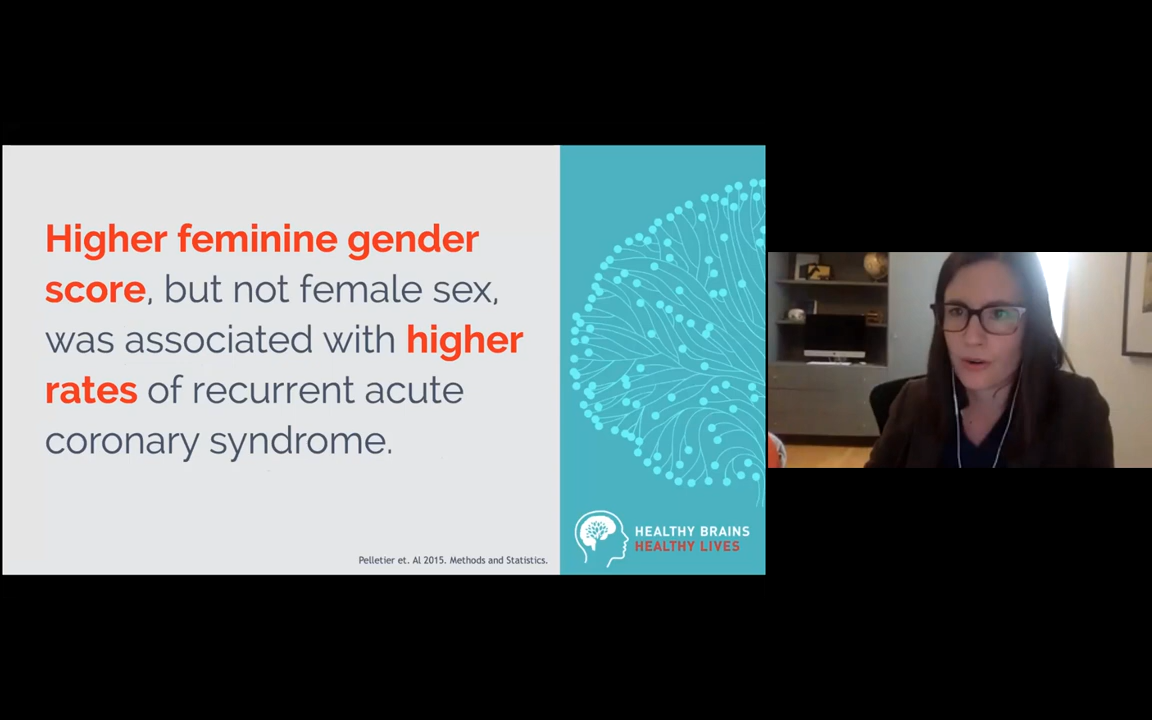 Higher feminine gender
score, but not female sex,
was associated with higher
rates of recurrent acute
coronary syndrome.
Pelletier et. Al 2015. Methods and Statistics.
HEALTHY BRAINS
HEALTHY LIVES